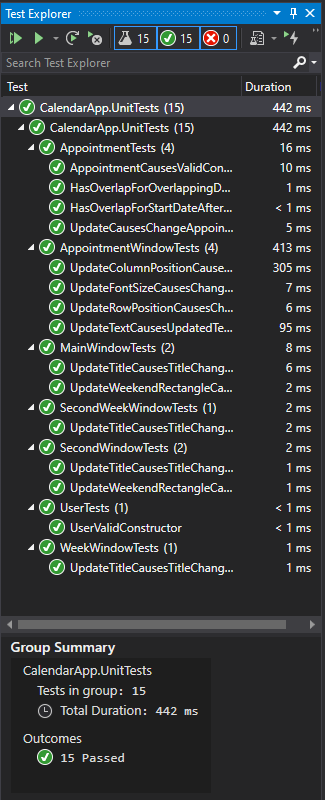 Test Explorer
15 15 0
Search Test Explorer
Test Duration
CalendarApp.UnitTests (15) 442 ms
CalendarApp.UnitTests (15) 442 ms
AppointmentTests (4) 16 ms
AppointmentCausesValidCon... 10 ms
HasOverlapForOverlappingD... 1 ms
HasOverlapForStartDateAfter... < 1 ms
UpdateCausesChangeAppoin... 5 ms
AppointmentWindowTests (4) 413 ms
UpdateColumnPositionCause... 305 ms
UpdateFontSizeCausesChang... 7 ms
UpdateRowPositionCausesCh... 6 ms
UpdateTextCausesUpdatedTe... 95 ms
MainWindowTests (2) 8 ms
UpdateTitleCausesTitleChang... 6 ms
UpdateWeekendRectangleCa... 2 ms
SecondWeekWindowTests (1) 2 ms
UpdateTitleCausesTitleChang... 2 ms
SecondWindowTests (2) 2 ms
UpdateTitleCausesTitleChang... 1 ms
UpdateWeekendRectangleCa... 1 ms
UserTests (1) < 1 ms
UserValidConstructor < 1 ms
WeekWindowTests (1) 1 ms
UpdateTitleCausesTitleChang... 1 ms
Group Summary
CalendarApp.UnitTests
Tests in group: 15
Total Duration: 442 ms
Outcomes
15 Passed